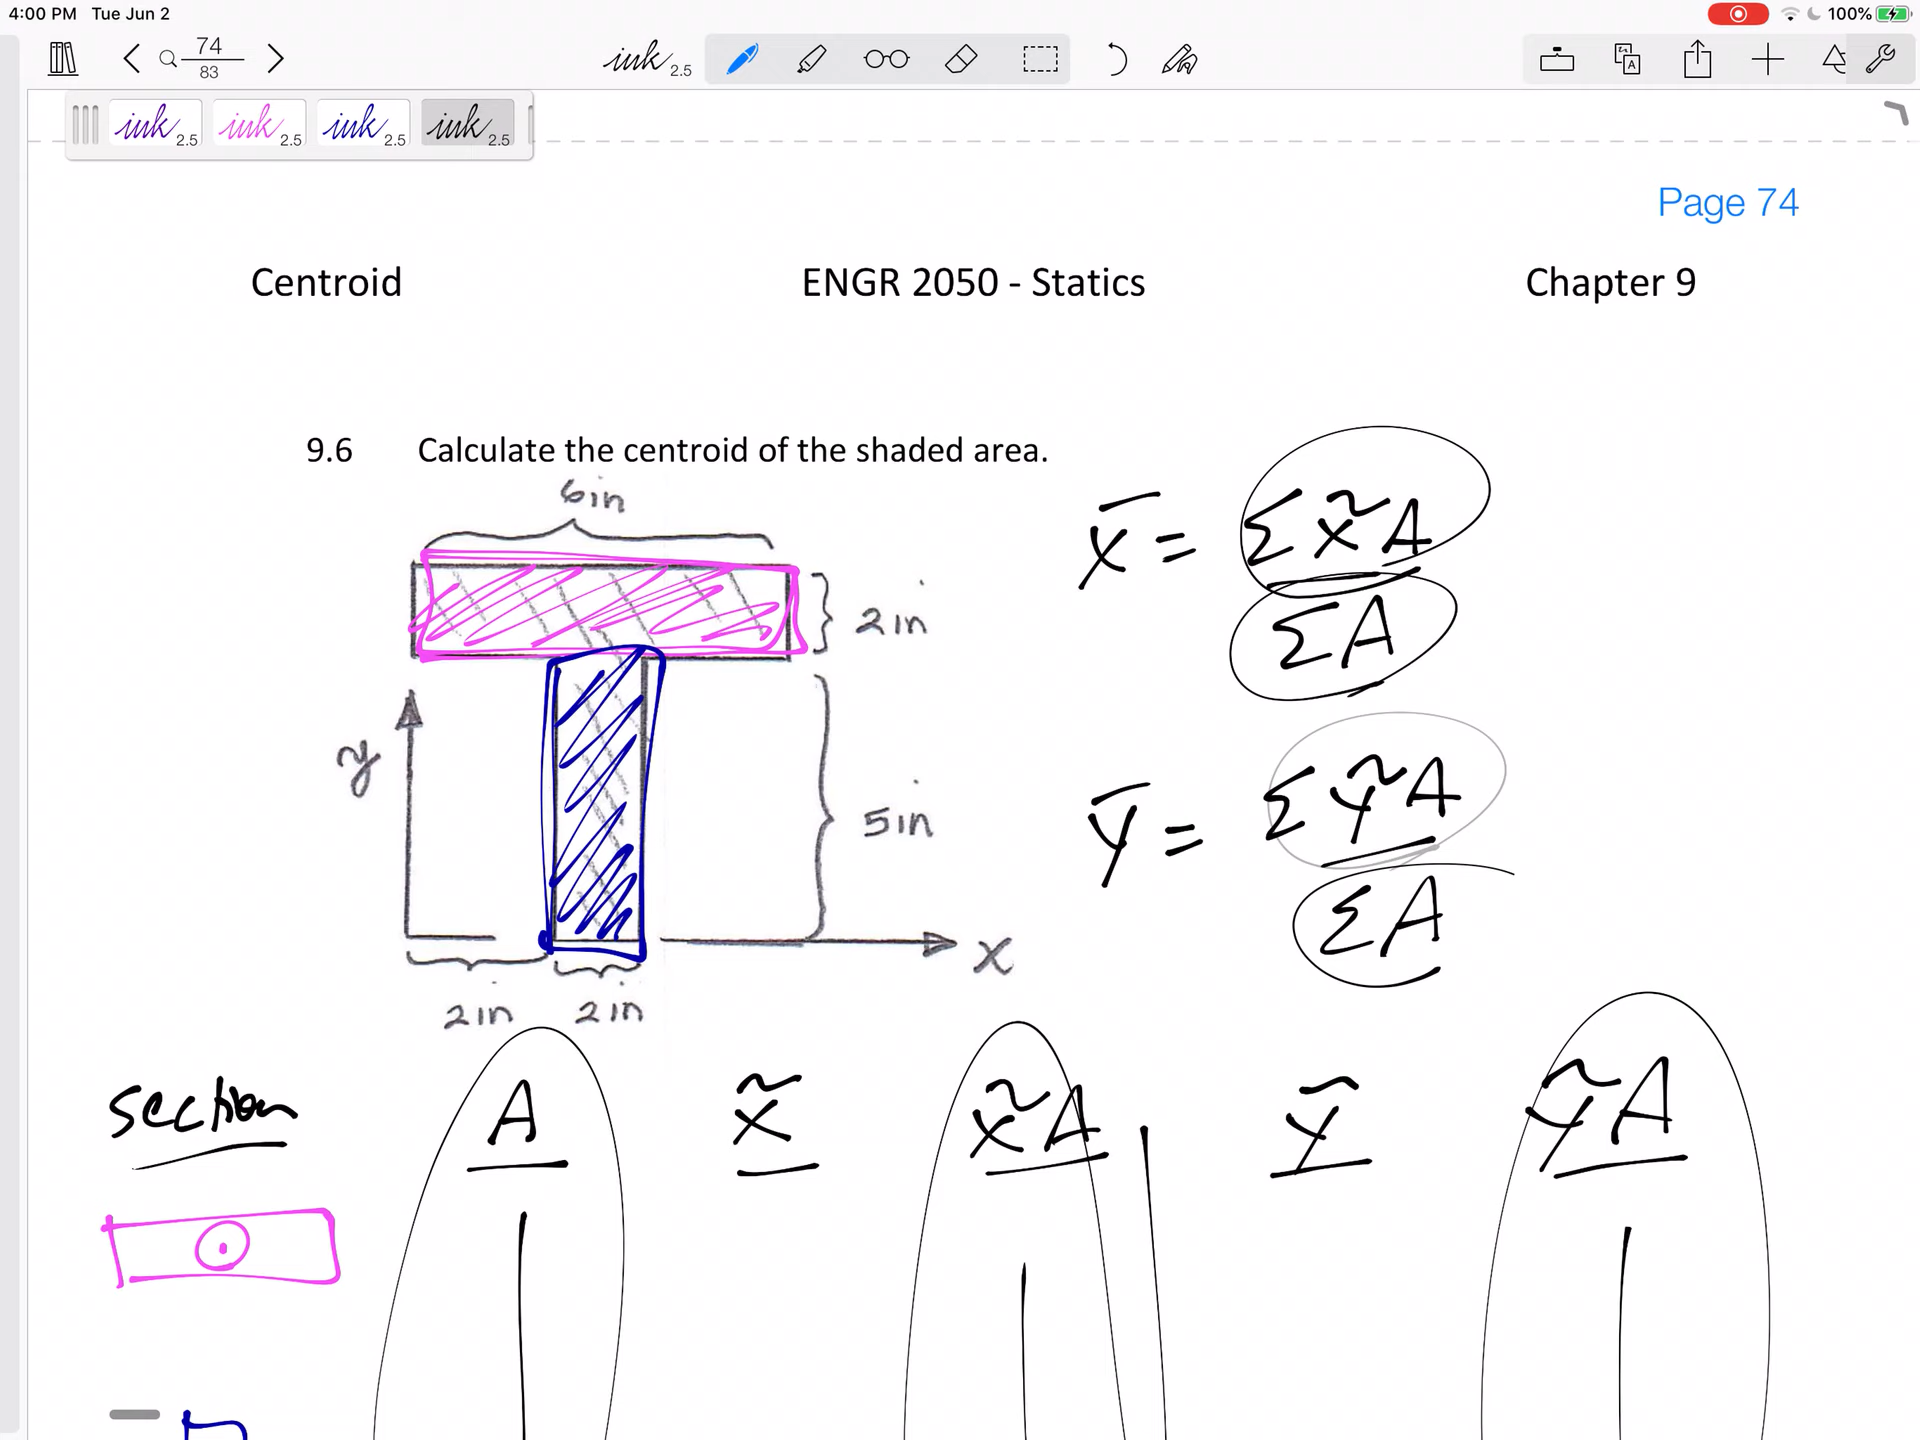 4:00 PM Tue Jun 2 100%
74
83
ink 2.5
A
ink 2.5 ink 2.5 ink 2.5 ink 2.5
Page 74
Centroid ENGR 2050 - Statics Chapter 9
9.6 Calculate the centroid of the shaded area.
6in
x̄ = Σx̃A
ΣA
2in
y
5in
ȳ = ΣỹA
ΣA
x
2in 2in
section A x̃ x̃A ỹ ỹA